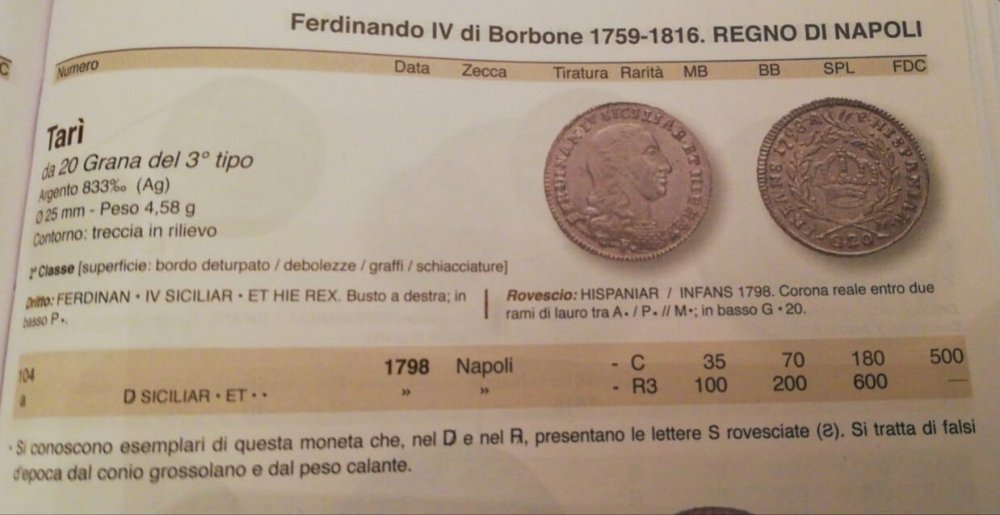 Ferdinando IV di Borbone 1759-1816. REGNO DI NAPOLI
Numero Data Zecca Tiratura Rarità MB BB SPL FDC
Tarì
da 20 Grana del 3° tipo
Argento 833‰ (Ag)
Ø 25 mm - Peso 4,58 g
Contorno: treccia in rilievo
2ª Classe [superficie: bordo deturpato / debolezze / graffi / schiacciature]
Dritto: FERDINAN • IV SICILIAR • ET HIE REX. Busto a destra; in
basso P •.
Rovescio: HISPANIAR / INFANS 1798. Corona reale entro due
rami di lauro tra A• / P• // M•; in basso G • 20.
104 1798 Napoli - C 35 70 180 500
a D SICILIAR • ET • • » » - R3 100 200 600 —
• Si conoscono esemplari di questa moneta che, nel D e nel R, presentano le lettere S rovesciate (Ƨ). Si tratta di falsi
d'epoca dal conio grossolano e dal peso calante.